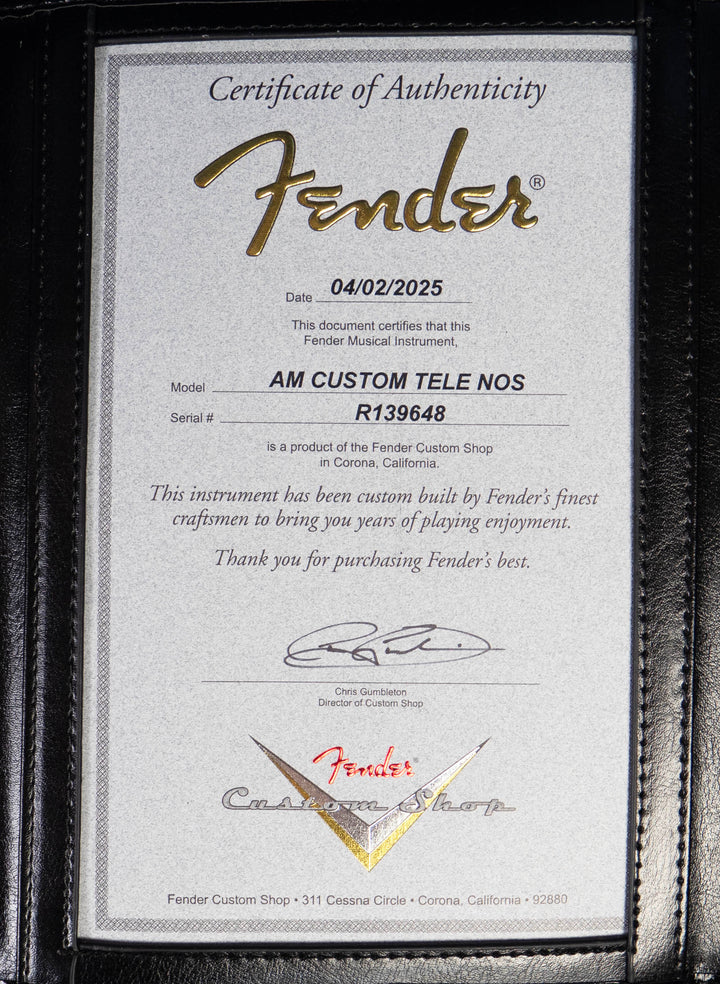 Certificate of Authenticity
Fender®
Date 04/02/2025
This document certifies that this
Fender Musical Instrument,
Model AM CUSTOM TELE NOS
Serial # R139648
is a product of the Fender Custom Shop
in Corona, California.
This instrument has been custom built by Fender's finest
craftsmen to bring you years of playing enjoyment.
Thank you for purchasing Fender's best.
Chris Gumbleton
Director of Custom Shop
Fender
Custom Shop
Fender Custom Shop • 311 Cessna Circle • Corona, California • 92880